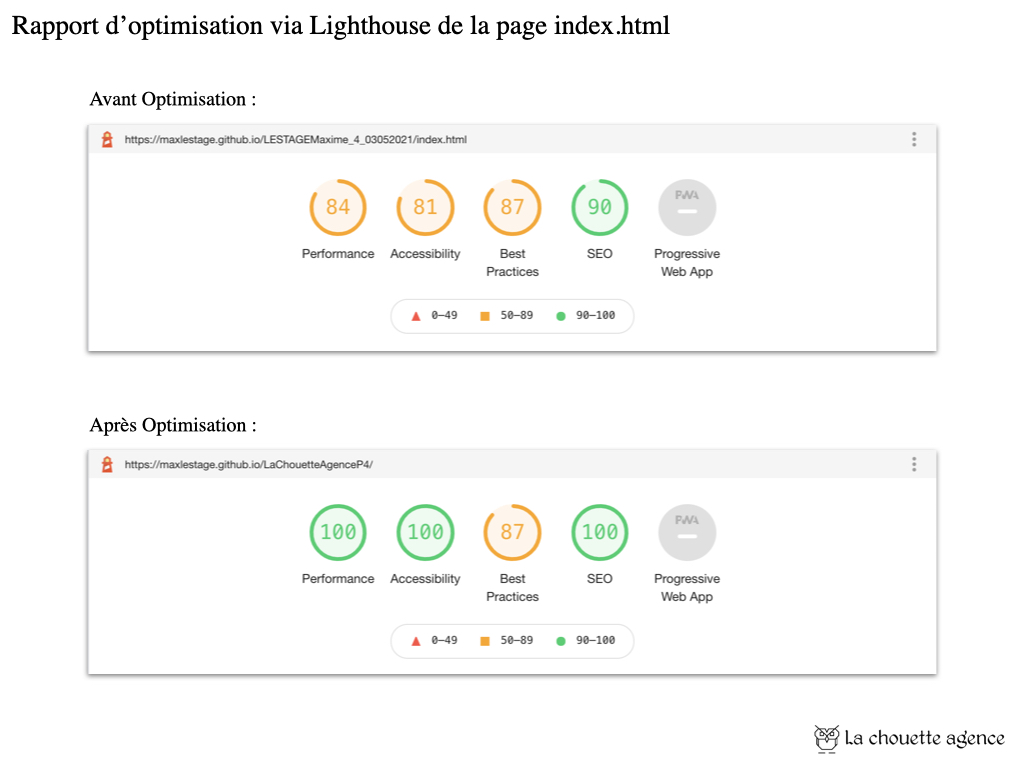 Rapport d’optimisation via Lighthouse de la page index.html
Avant Optimisation :
https://maxlestage.github.io/LESTAGEMaxime_4_03052021/index.html
84 81 87 90 PWA
Performance Accessibility Best Practices SEO Progressive Web App
0–49 50–89 90–100
Après Optimisation :
https://maxlestage.github.io/LaChouetteAgenceP4/
100 100 87 100 PWA
Performance Accessibility Best Practices SEO Progressive Web App
0–49 50–89 90–100
La chouette agence